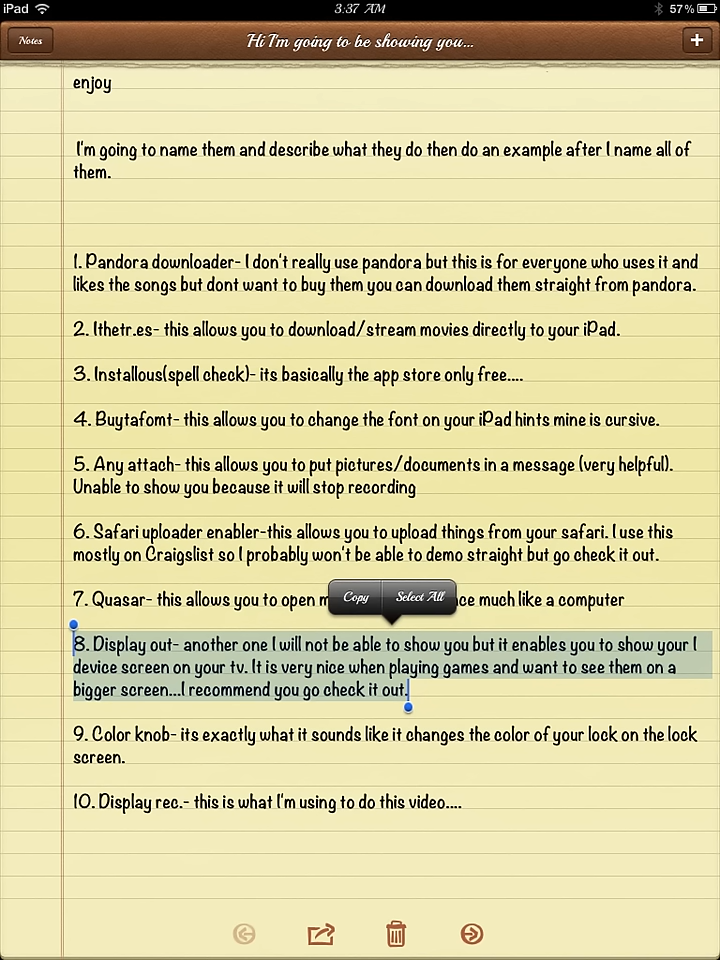 iPad 3:37 AM 57%
Notes Hi I'm going to be showing you... +
enjoy
I'm going to name them and describe what they do then do an example after I name all of
them.
1. Pandora downloader- I don't really use pandora but this is for everyone who uses it and
likes the songs but dont want to buy them you can download them straight from pandora.
2. Ithetr.es- this allows you to download/stream movies directly to your iPad.
3. Installous(spell check)- its basically the app store only free....
4. Buytafomt- this allows you to change the font on your iPad hints mine is cursive.
5. Any attach- this allows you to put pictures/documents in a message (very helpful).
Unable to show you because it will stop recording
6. Safari uploader enabler-this allows you to upload things from your safari. I use this
mostly on Craigslist so I probably won't be able to demo straight but go check it out.
Copy Select All
7. Quasar- this allows you to open much like a computer
8. Display out- another one I will not be able to show you but it enables you to show your I
device screen on your tv. It is very nice when playing games and want to see them on a
bigger screen...I recommend you go check it out.
9. Color knob- its exactly what it sounds like it changes the color of your lock on the lock
screen.
10. Display rec.- this is what I'm using to do this video....